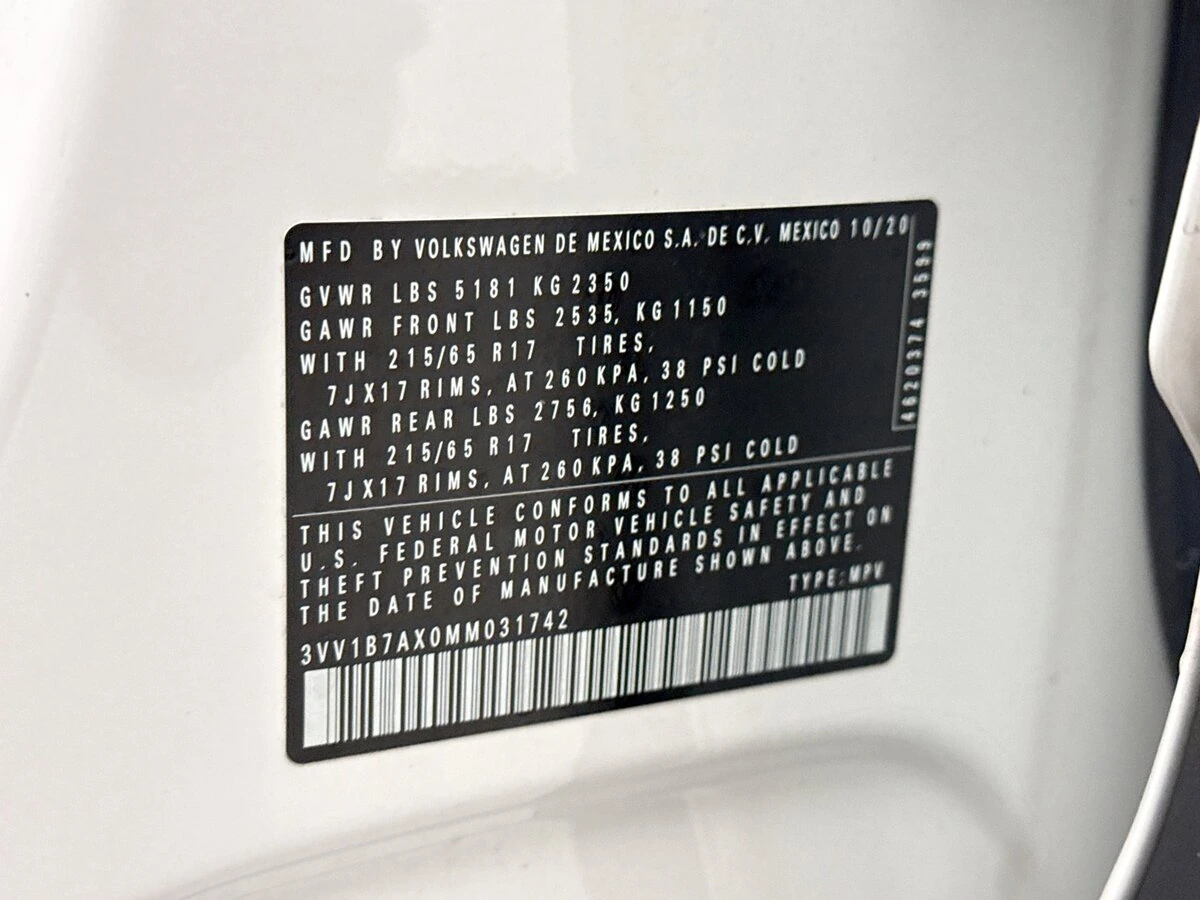 MFD BY VOLKSWAGEN DE MEXICO S.A. DE C.V. MEXICO 10/20
GVWR LBS 5181 KG 2350
GAWR FRONT LBS 2535, KG 1150
WITH 215/65 R17 TIRES,
7JX17 RIMS, AT 260 KPA, 38 PSI COLD
GAWR REAR LBS 2756, KG 1250
WITH 215/65 R17 TIRES,
7JX17 RIMS, AT 260 KPA, 38 PSI COLD
4620374 3599
THIS VEHICLE CONFORMS TO ALL APPLICABLE
U.S. FEDERAL MOTOR VEHICLE SAFETY AND
THEFT PREVENTION STANDARDS IN EFFECT ON
THE DATE OF MANUFACTURE SHOWN ABOVE.
TYPE: MPV
3VV1B7AX0MM031742